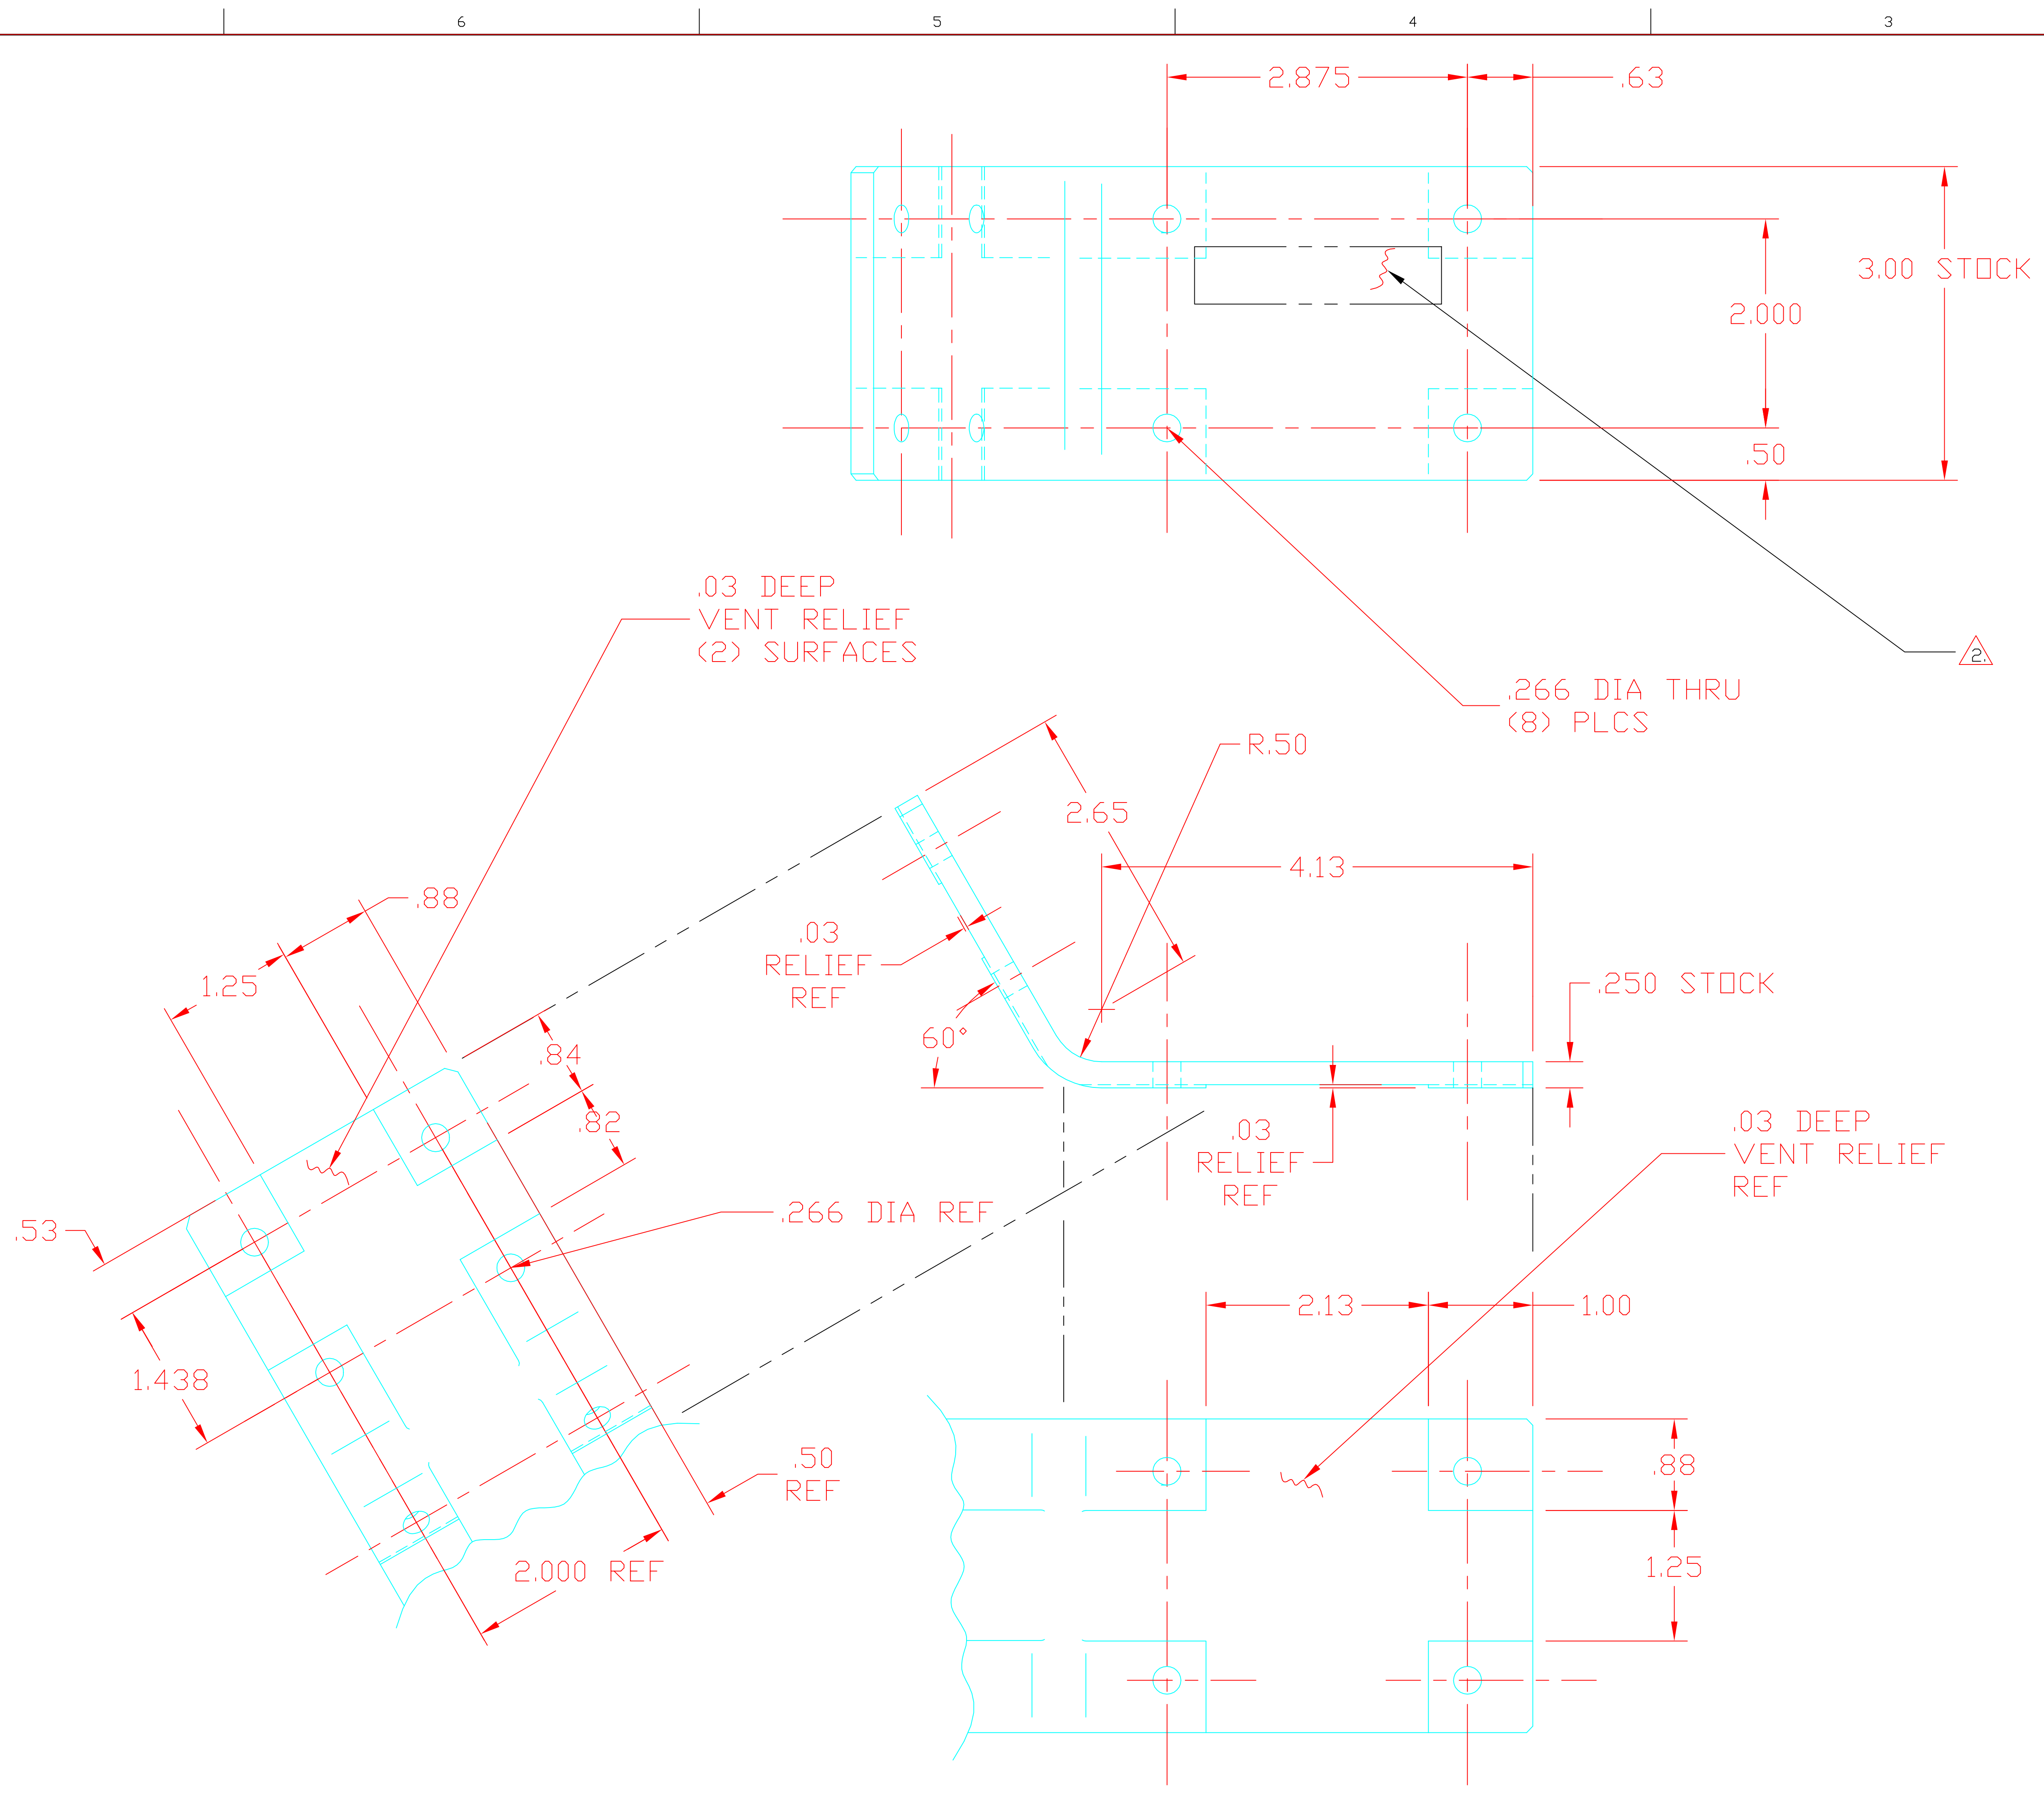 6
5
4
3
2.875
.63
3.00 STOCK
2.000
.50
.03 DEEP
VENT RELIEF
(2) SURFACES
2.
.266 DIA THRU
(8) PLCS
R.50
2.65
4.13
.88
1.25
.03
RELIEF
REF
.250 STOCK
60°
.84
.82
.03
RELIEF
REF
.03 DEEP
VENT RELIEF
REF
.266 DIA REF
.53
2.13
1.00
1.438
.88
.50
REF
1.25
2.000 REF